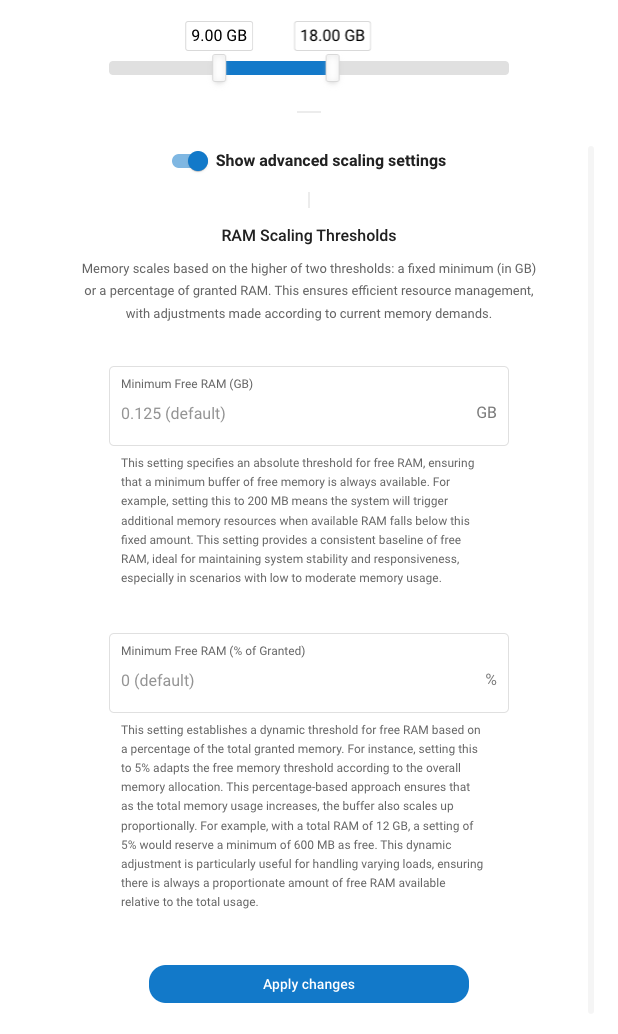 9.00 GB
18.00 GB
Show advanced scaling settings
RAM Scaling Thresholds
Memory scales based on the higher of two thresholds: a fixed minimum (in GB)
or a percentage of granted RAM. This ensures efficient resource management,
with adjustments made according to current memory demands.
Minimum Free RAM (GB)
0.125 (default)
GB
This setting specifies an absolute threshold for free RAM, ensuring
that a minimum buffer of free memory is always available. For
example, setting this to 200 MB means the system will trigger
additional memory resources when available RAM falls below this
fixed amount. This setting provides a consistent baseline of free
RAM, ideal for maintaining system stability and responsiveness,
especially in scenarios with low to moderate memory usage.
Minimum Free RAM (% of Granted)
0 (default)
%
This setting establishes a dynamic threshold for free RAM based on
a percentage of the total granted memory. For instance, setting this
to 5% adapts the free memory threshold according to the overall
memory allocation. This percentage-based approach ensures that
as the total memory usage increases, the buffer also scales up
proportionally. For example, with a total RAM of 12 GB, a setting of
5% would reserve a minimum of 600 MB as free. This dynamic
adjustment is particularly useful for handling varying loads, ensuring
there is always a proportionate amount of free RAM available
relative to the total usage.
Apply changes